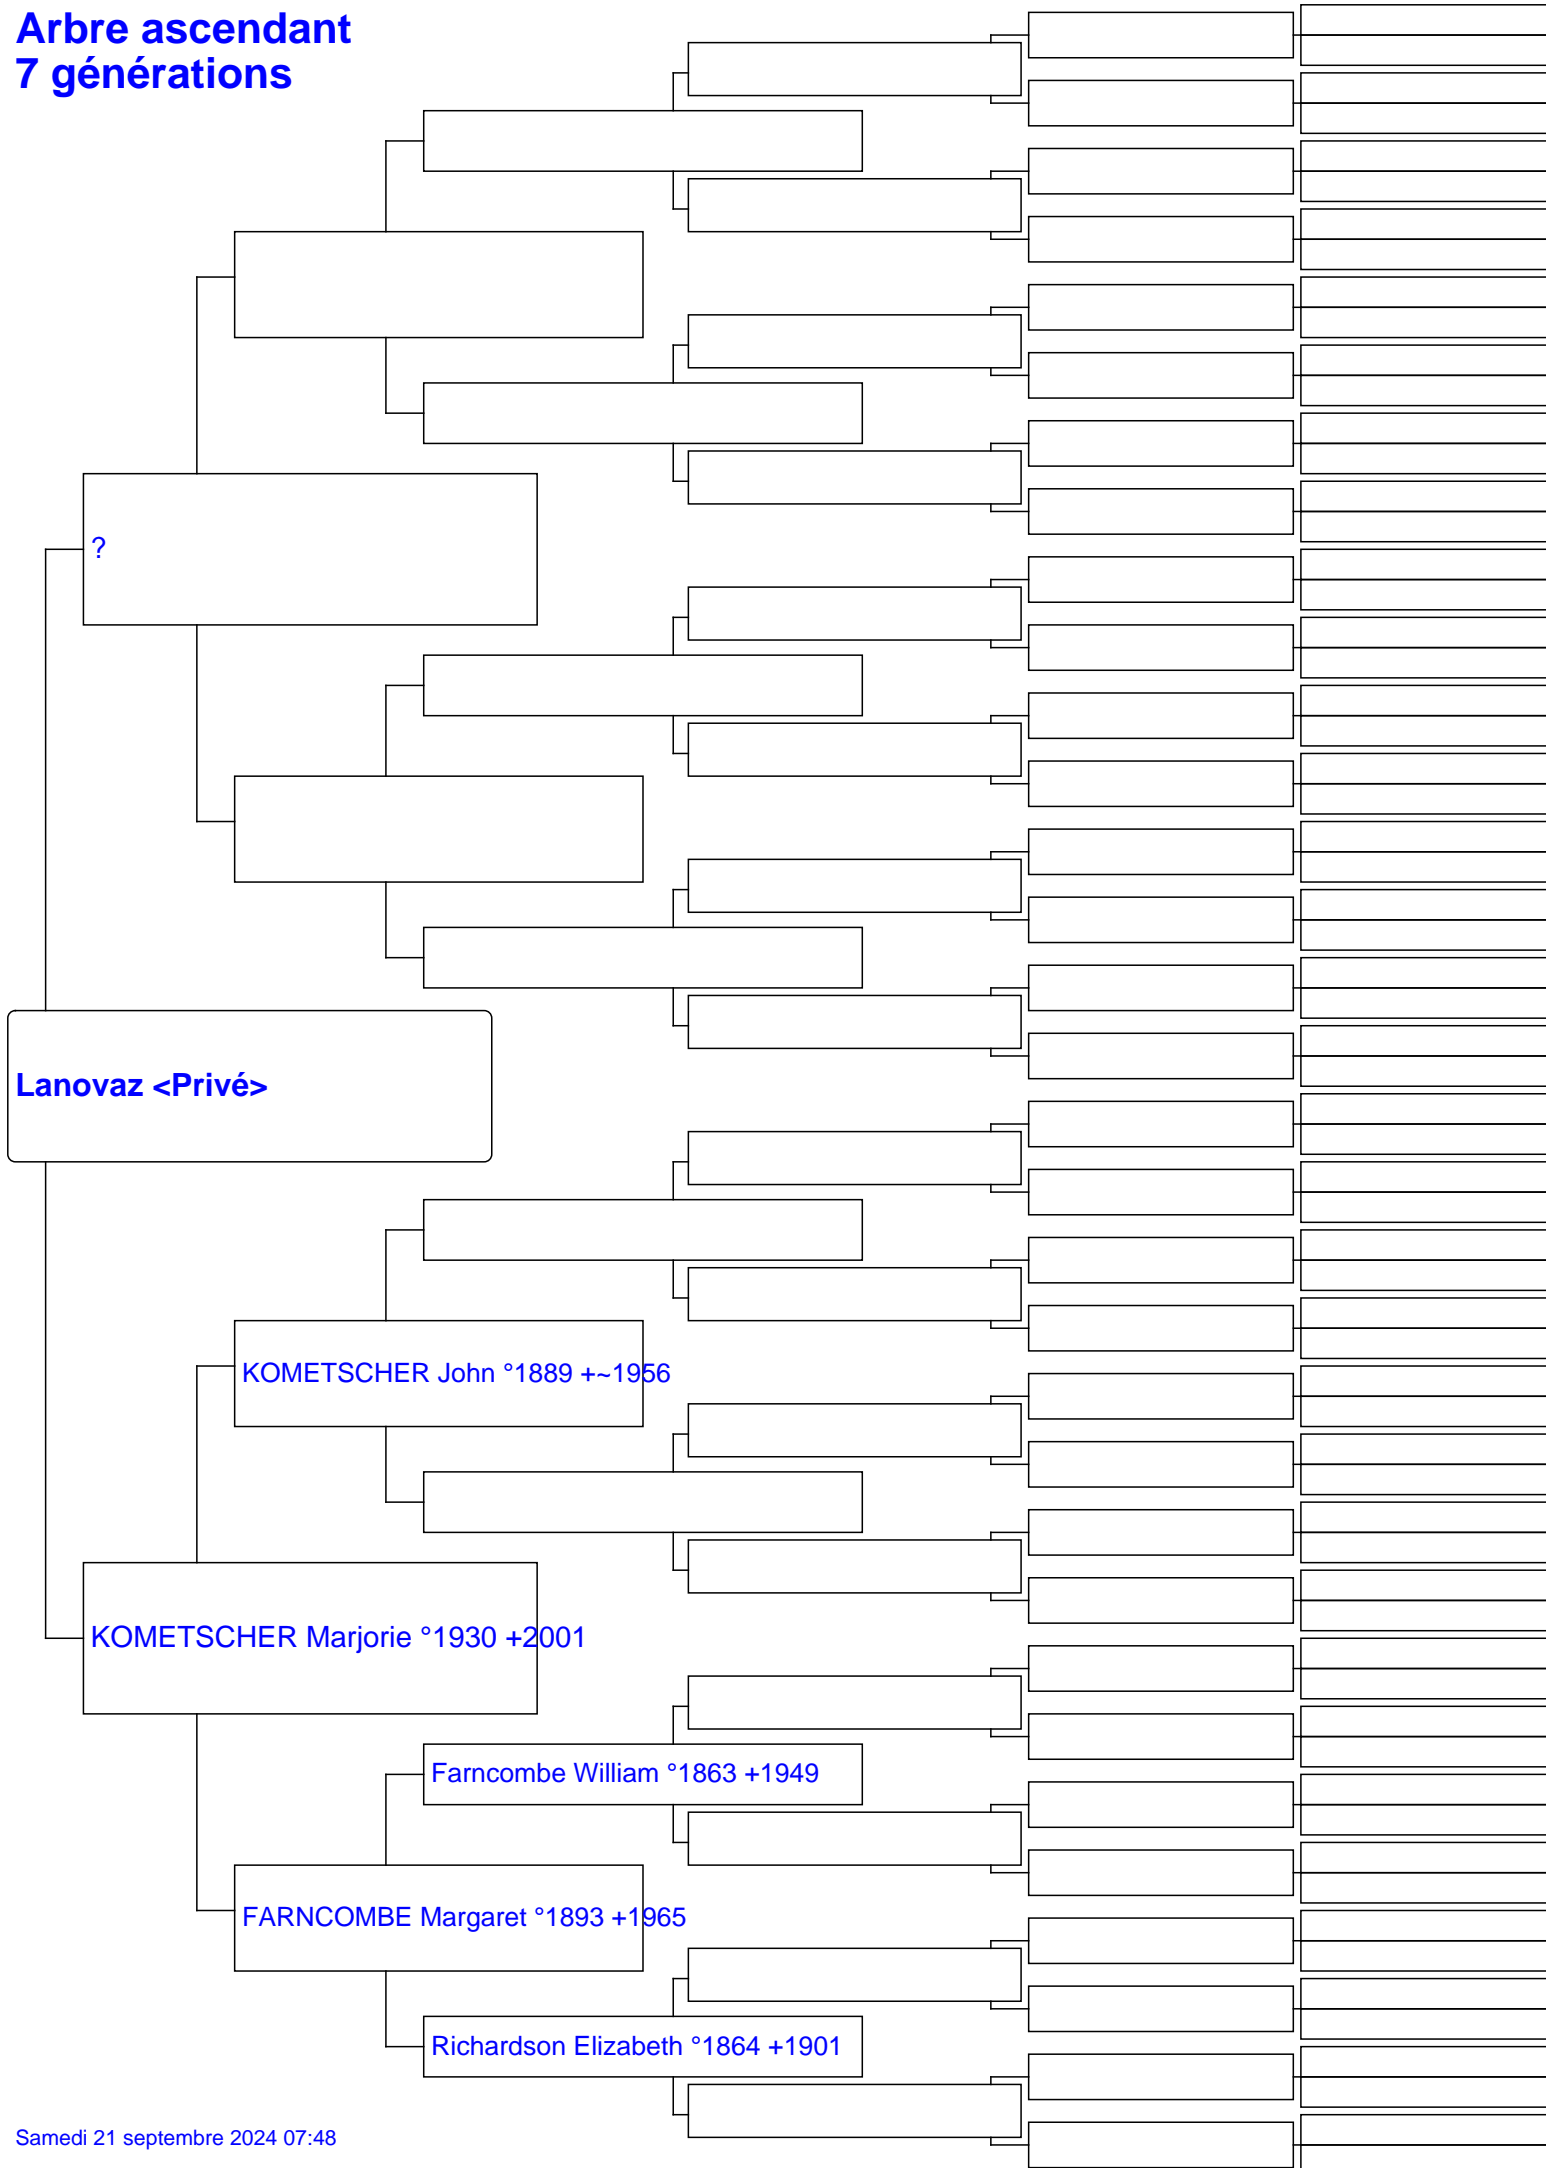 Arbre ascendant
7 générations
?
Lanovaz <Privé>
KOMETSCHER John °1889 +~1956
KOMETSCHER Marjorie °1930 +2001
Farncombe William °1863 +1949
FARNCOMBE Margaret °1893 +1965
Richardson Elizabeth °1864 +1901
Samedi 21 septembre 2024 07:48